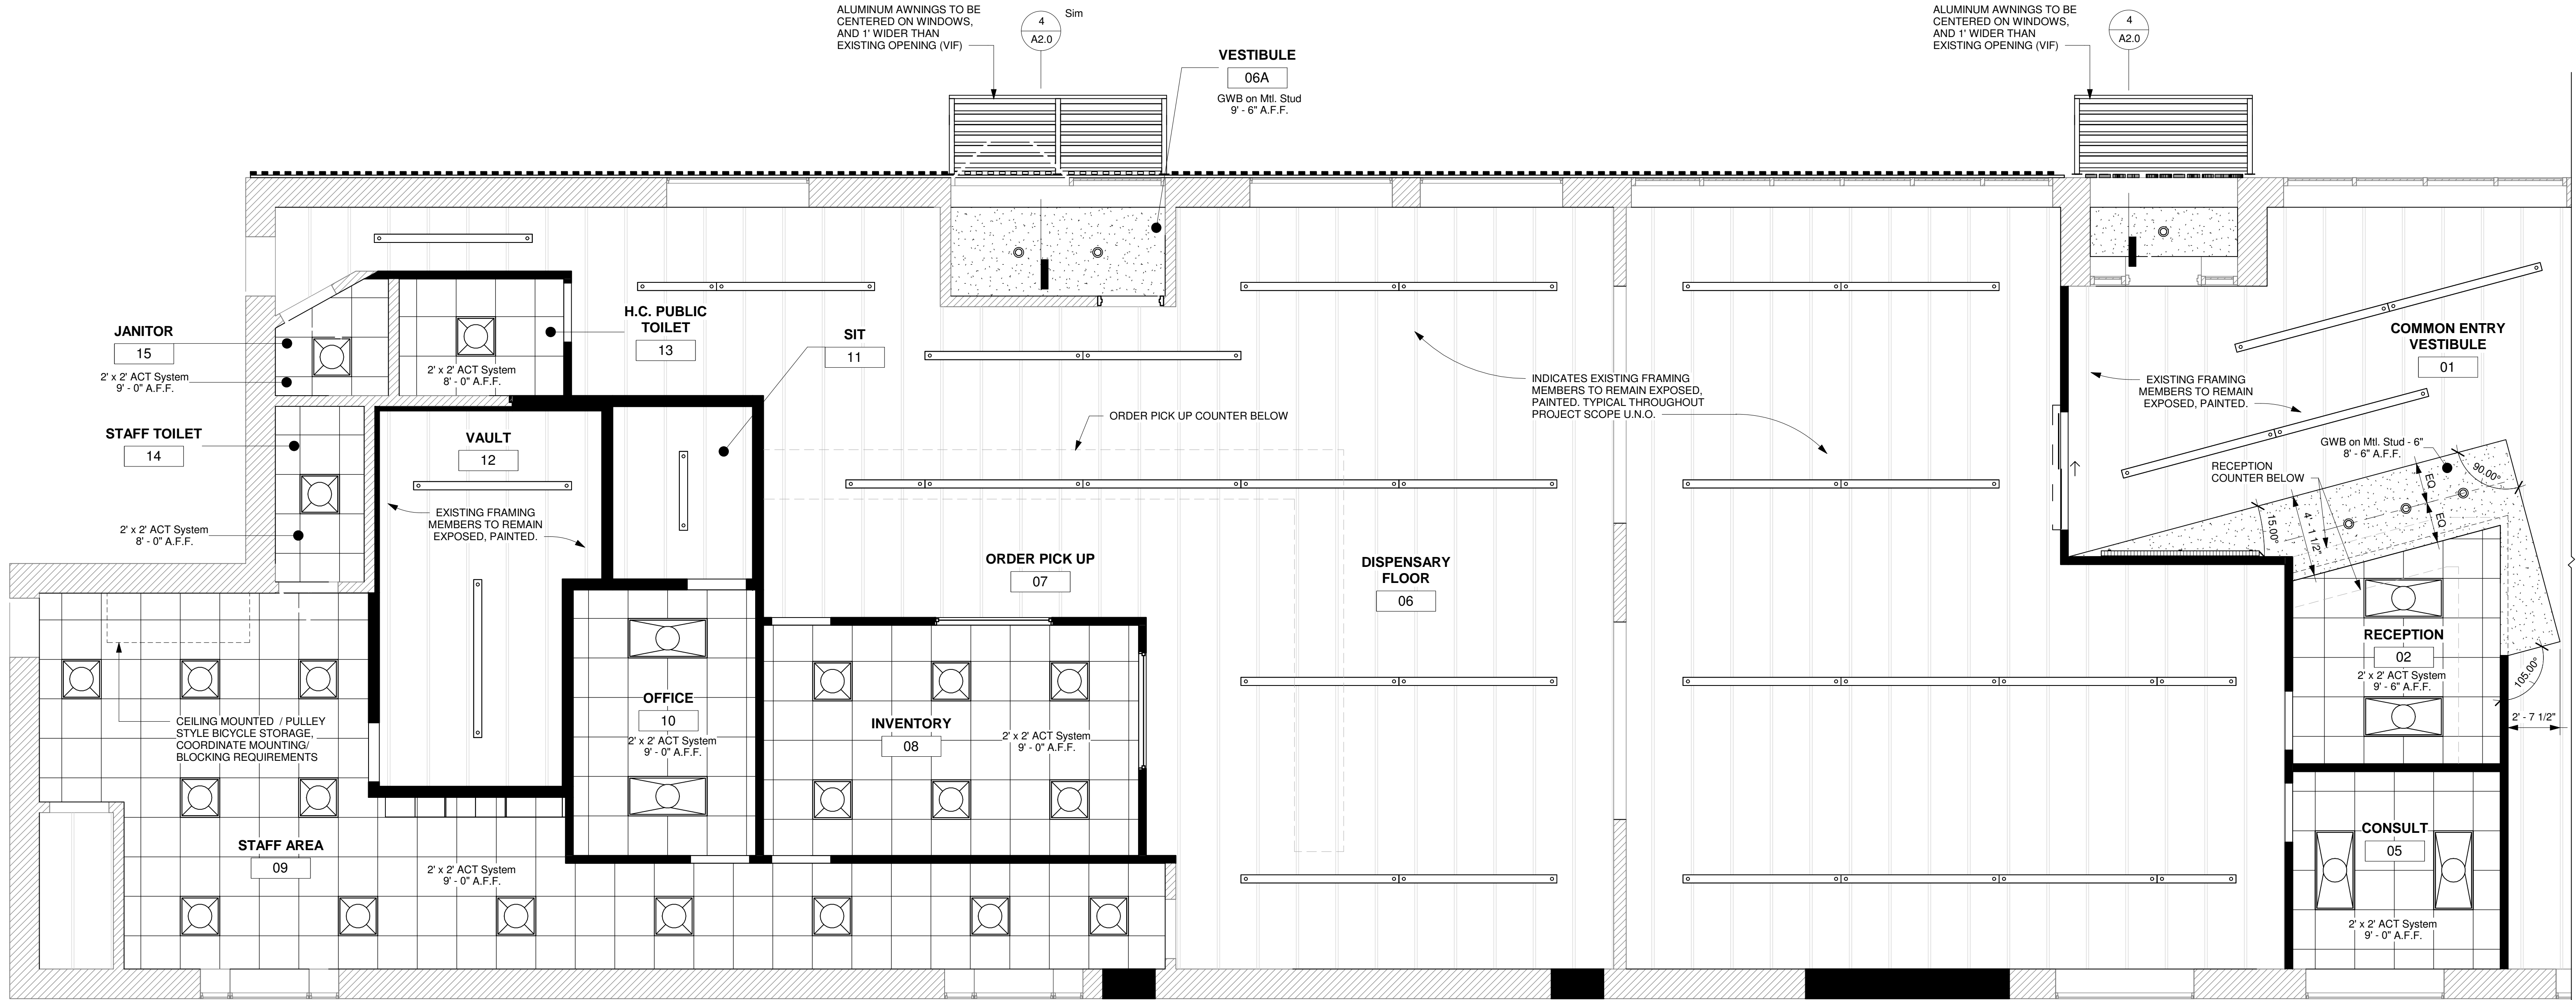 ALUMINUM AWNINGS TO BE
CENTERED ON WINDOWS,
AND 1' WIDER THAN
EXISTING OPENING (VIF)
4
A2.0
Sim
VESTIBULE
06A
GWB on Mtl. Stud
9' - 6" A.F.F.
ALUMINUM AWNINGS TO BE
CENTERED ON WINDOWS,
AND 1' WIDER THAN
EXISTING OPENING (VIF)
4
A2.0
JANITOR
15
2' x 2' ACT System
9' - 0" A.F.F.
2' x 2' ACT System
8' - 0" A.F.F.
H.C. PUBLIC
TOILET
13
SIT
11
STAFF TOILET
14
2' x 2' ACT System
8' - 0" A.F.F.
VAULT
12
EXISTING FRAMING
MEMBERS TO REMAIN
EXPOSED, PAINTED.
ORDER PICK UP COUNTER BELOW
INDICATES EXISTING FRAMING
MEMBERS TO REMAIN EXPOSED,
PAINTED. TYPICAL THROUGHOUT
PROJECT SCOPE U.N.O.
COMMON ENTRY
VESTIBULE
01
EXISTING FRAMING
MEMBERS TO REMAIN
EXPOSED, PAINTED.
GWB on Mtl. Stud - 6"
8' - 6" A.F.F.
RECEPTION
COUNTER BELOW
90.00°
EQ
EQ
15.00°
4' - 1 1/2"
ORDER PICK UP
07
DISPENSARY
FLOOR
06
RECEPTION
02
2' x 2' ACT System
9' - 6" A.F.F.
105.00°
2' - 7 1/2"
CEILING MOUNTED / PULLEY
STYLE BICYCLE STORAGE,
COORDINATE MOUNTING/
BLOCKING REQUIREMENTS
OFFICE
10
2' x 2' ACT System
9' - 0" A.F.F.
INVENTORY
08
2' x 2' ACT System
9' - 0" A.F.F.
STAFF AREA
09
2' x 2' ACT System
9' - 0" A.F.F.
CONSULT
05
2' x 2' ACT System
9' - 0" A.F.F.